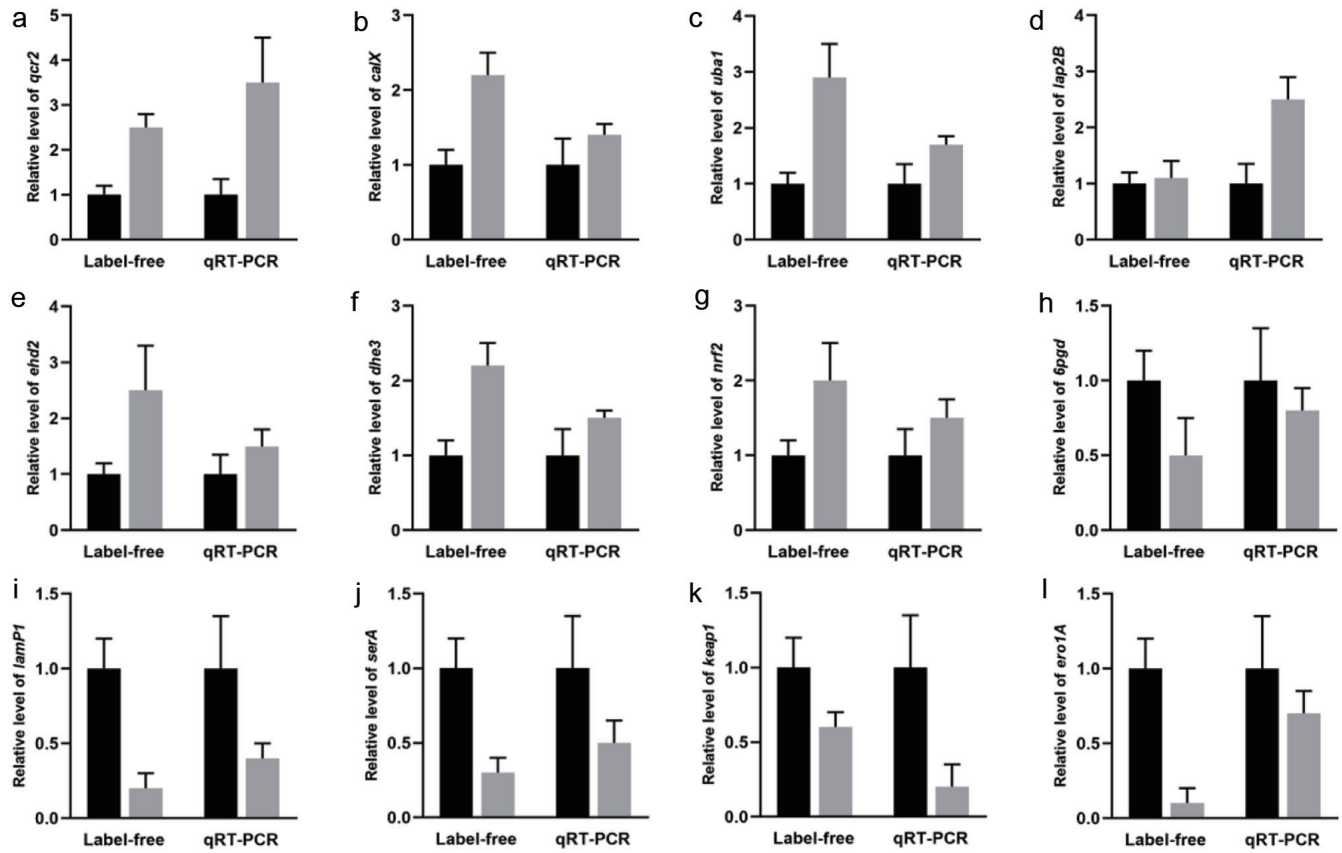 a
Relative level of qcr2
5
4
3
2
1
0
Label-free qRT-PCR
b
Relative level of calX
3
2
1
0
Label-free qRT-PCR
c
Relative level of uba1
4
3
2
1
0
Label-free qRT-PCR
d
Relative level of lap2B
4
3
2
1
0
Label-free qRT-PCR
e
Relative level of ehd2
4
3
2
1
0
Label-free qRT-PCR
f
Relative level of dhe3
3
2
1
0
Label-free qRT-PCR
g
Relative level of nrf2
3
2
1
0
Label-free qRT-PCR
h
Relative level of 6pgd
1.5
1.0
0.5
0.0
Label-free qRT-PCR
i
Relative level of lamP1
1.5
1.0
0.5
0.0
Label-free qRT-PCR
j
Relative level of serA
1.5
1.0
0.5
0.0
Label-free qRT-PCR
k
Relative level of keap1
1.5
1.0
0.5
0.0
Label-free qRT-PCR
l
Relative level of ero1A
1.5
1.0
0.5
0.0
Label-free qRT-PCR